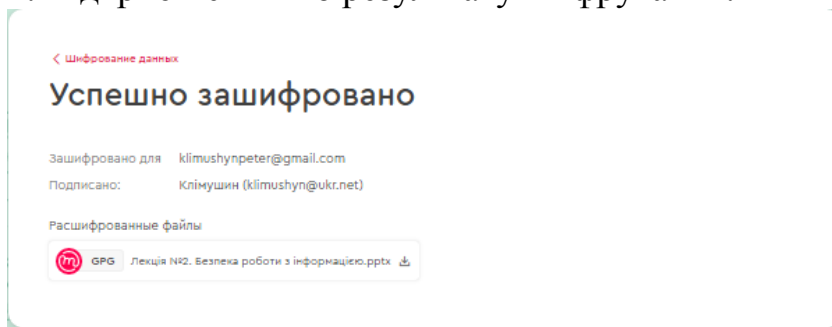 Шифрование данных
Успешно зашифровано
Зашифровано для klimushynpeter@gmail.com
Подписано: Клімушин (klimushyn@ukr.net)
Расшифрованные файлы
GPG Лекція №2. Безпека роботи з інформацією.pptx